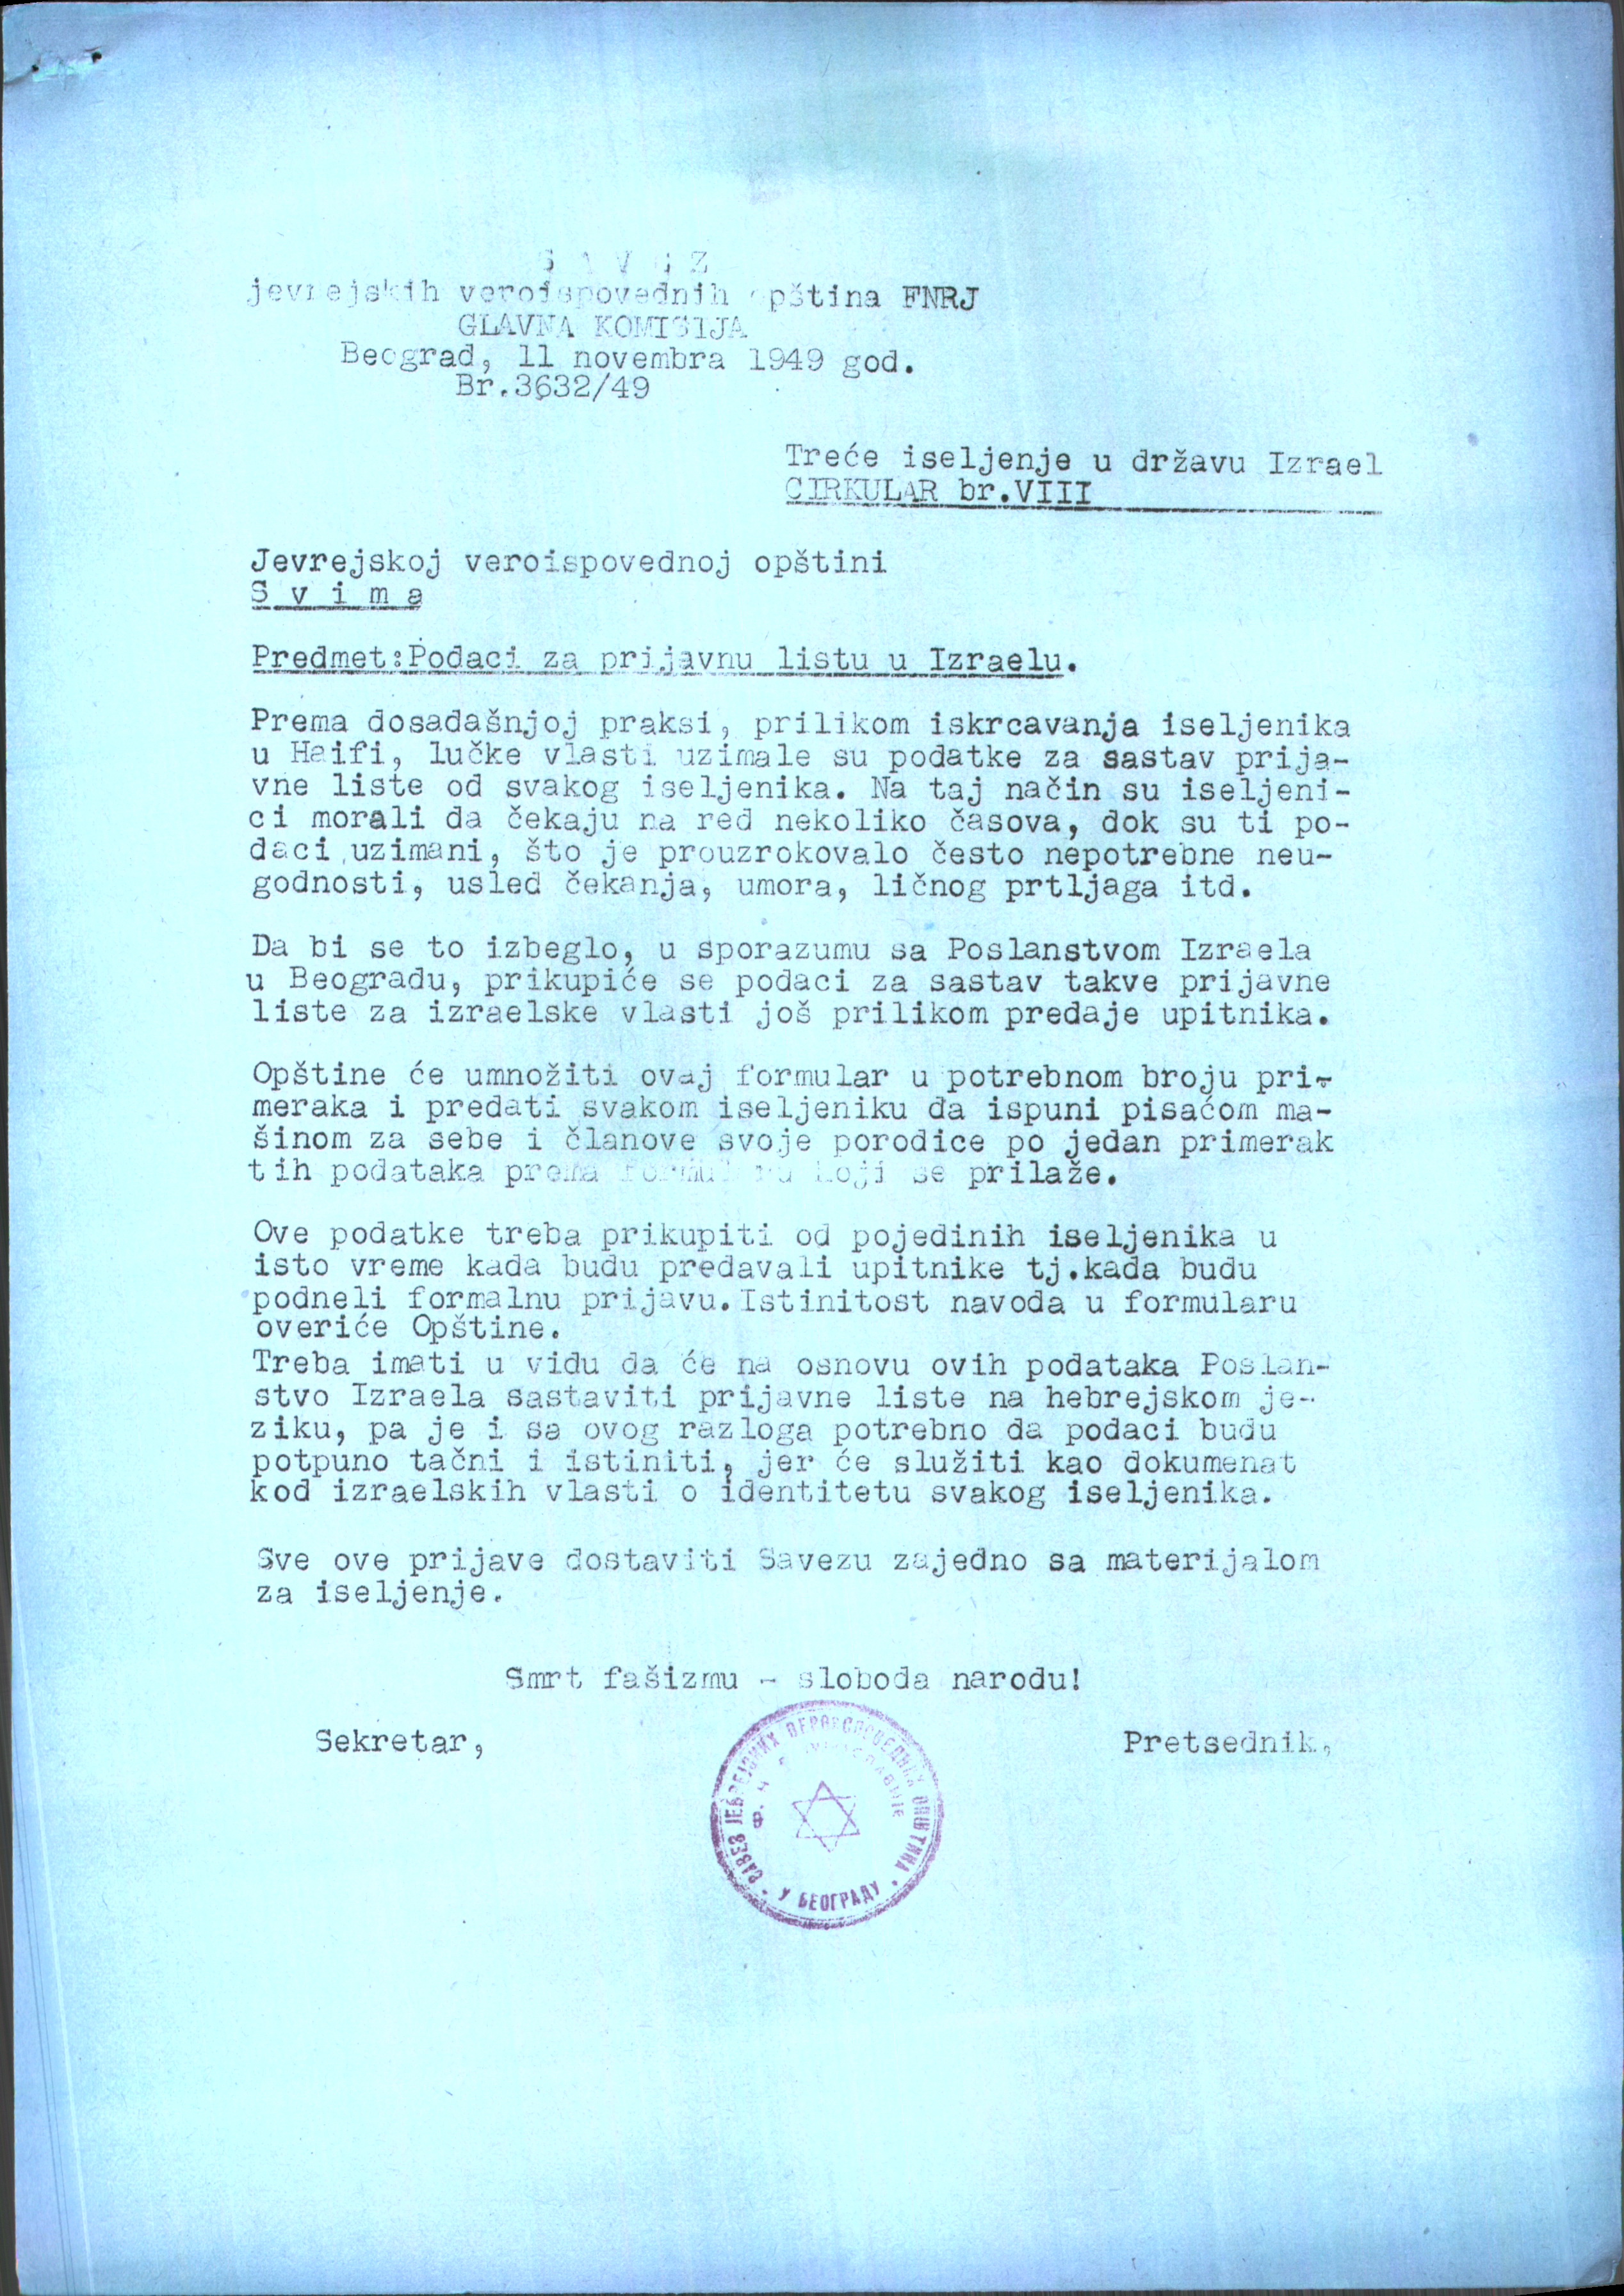 SAVEZ
jevrejskih veroispovednih opština FNRJ
GLAVNA KOMISIJA
Beograd, 11 novembra 1949 god.
Br.3632/49
Treće iseljenje u državu Izrael
CIRKULAR br.VIII
Jevrejskoj veroispovednoj opštini
S v i m a
Predmet:Podaci za prijavnu listu u Izraelu.
Prema dosadašnjoj praksi, prilikom iskrcavanja iseljenika
u Haifi, lučke vlasti uzimale su podatke za sastav prija-
vne liste od svakog iseljenika. Na taj način su iseljeni-
ci morali da čekaju na red nekoliko časova, dok su ti po-
daci uzimani, što je prouzrokovalo često nepotrebne neu-
godnosti, usled čekanja, umora, ličnog prtljaga itd.
Da bi se to izbeglo, u sporazumu sa Poslanstvom Izraela
u Beogradu, prikupiće se podaci za sastav takve prijavne
liste za izraelske vlasti još prilikom predaje upitnika.
Opštine će umnožiti ovaj formular u potrebnom broju pri-
meraka i predati svakom iseljeniku da ispuni pisaćom ma-
šinom za sebe i članove svoje porodice po jedan primerak
tih podataka prema formularu koji se prilaže.
Ove podatke treba prikupiti od pojedinih iseljenika u
isto vreme kada budu predavali upitnike tj.kada budu
podneli formalnu prijavu. Istinitost navoda u formularu
overiće Opštine.
Treba imati u vidu da će na osnovu ovih podataka Poslan-
stvo Izraela sastaviti prijavne liste na hebrejskom je-
ziku, pa je i sa ovog razloga potrebno da podaci budu
potpuno tačni i istiniti, jer će služiti kao dokumenat
kod izraelskih vlasti o identitetu svakog iseljenika.
Sve ove prijave dostaviti Savezu zajedno sa materijalom
za iseljenje.
Smrt fašizmu - sloboda narodu!
Sekretar,
Pretsednik,
САВЕЗ ЈЕВРЕЈСКИХ ВЕРОИСПОВЕДНИХ ОПШТИНА
Ф. Н. Р. ЈУГОСЛАВИЈЕ
У БЕОГРАДУ